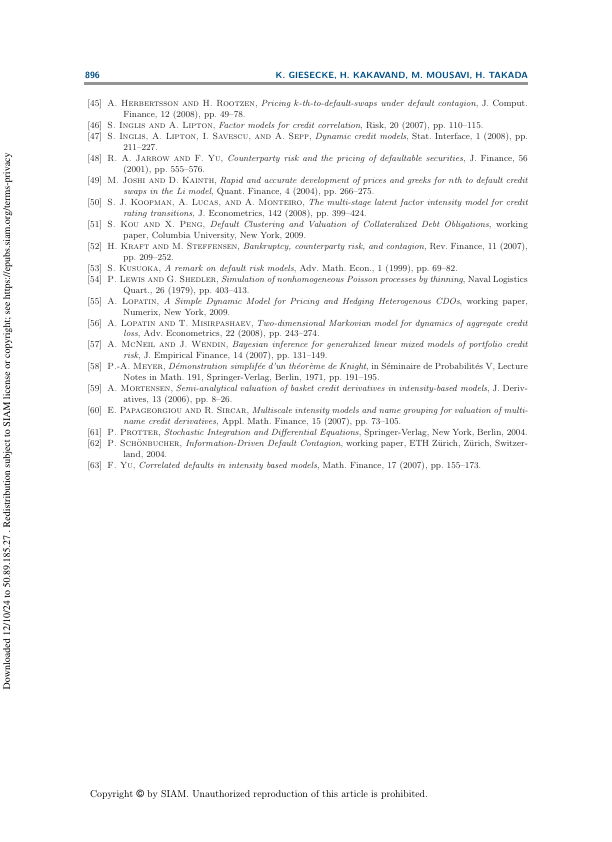 896
K. GIESECKE, H. KAKAVAND, M. MOUSAVI, H. TAKADA
[45] A. HERBERTSSON AND H. ROOTZEN, Pricing k-th-to-default-swaps under default contagion, J. Comput.
Finance, 12 (2008), pp. 49–78.
[46] S. INGLIS AND A. LIPTON, Factor models for credit correlation, Risk, 20 (2007), pp. 110–115.
[47] S. INGLIS, A. LIPTON, I. SAVESCU, AND A. SEPP, Dynamic credit models, Stat. Interface, 1 (2008), pp.
211–227.
[48] R. A. JARROW AND F. YU, Counterparty risk and the pricing of defaultable securities, J. Finance, 56
(2001), pp. 555–576.
[49] M. JOSHI AND D. KAINTH, Rapid and accurate development of prices and greeks for nth to default credit
swaps in the Li model, Quant. Finance, 4 (2004), pp. 266–275.
[50] S. J. KOOPMAN, A. LUCAS, AND A. MONTEIRO, The multi-stage latent factor intensity model for credit
rating transitions, J. Econometrics, 142 (2008), pp. 399–424.
[51] S. KOU AND X. PENG, Default Clustering and Valuation of Collateralized Debt Obligations, working
paper, Columbia University, New York, 2009.
[52] H. KRAFT AND M. STEFFENSEN, Bankruptcy, counterparty risk, and contagion, Rev. Finance, 11 (2007),
pp. 209–252.
[53] S. KUSUOKA, A remark on default risk models, Adv. Math. Econ., 1 (1999), pp. 69–82.
[54] P. LEWIS AND G. SHEDLER, Simulation of nonhomogeneous Poisson processes by thinning, Naval Logistics
Quart., 26 (1979), pp. 403–413.
[55] A. LOPATIN, A Simple Dynamic Model for Pricing and Hedging Heterogenous CDOs, working paper,
Numerix, New York, 2009.
[56] A. LOPATIN AND T. MISIRPASHAEV, Two-dimensional Markovian model for dynamics of aggregate credit
loss, Adv. Econometrics, 22 (2008), pp. 243–274.
[57] A. MCNEIL AND J. WENDIN, Bayesian inference for generalized linear mixed models of portfolio credit
risk, J. Empirical Finance, 14 (2007), pp. 131–149.
[58] P.-A. MEYER, Démonstration simplifée d'un théorème de Knight, in Séminaire de Probabilités V, Lecture
Notes in Math. 191, Springer-Verlag, Berlin, 1971, pp. 191–195.
[59] A. MORTENSEN, Semi-analytical valuation of basket credit derivatives in intensity-based models, J. Deriv-
atives, 13 (2006), pp. 8–26.
[60] E. PAPAGEORGIOU AND R. SIRCAR, Multiscale intensity models and name grouping for valuation of multi-
name credit derivatives, Appl. Math. Finance, 15 (2007), pp. 73–105.
[61] P. PROTTER, Stochastic Integration and Differential Equations, Springer-Verlag, New York, Berlin, 2004.
[62] P. SCHÖNBUCHER, Information-Driven Default Contagion, working paper, ETH Zürich, Zürich, Switzer-
land, 2004.
[63] F. YU, Correlated defaults in intensity based models, Math. Finance, 17 (2007), pp. 155–173.
Downloaded 12/10/24 to 50.89.185.27 . Redistribution subject to SIAM license or copyright; see https://epubs.siam.org/terms-privacy
Copyright © by SIAM. Unauthorized reproduction of this article is prohibited.